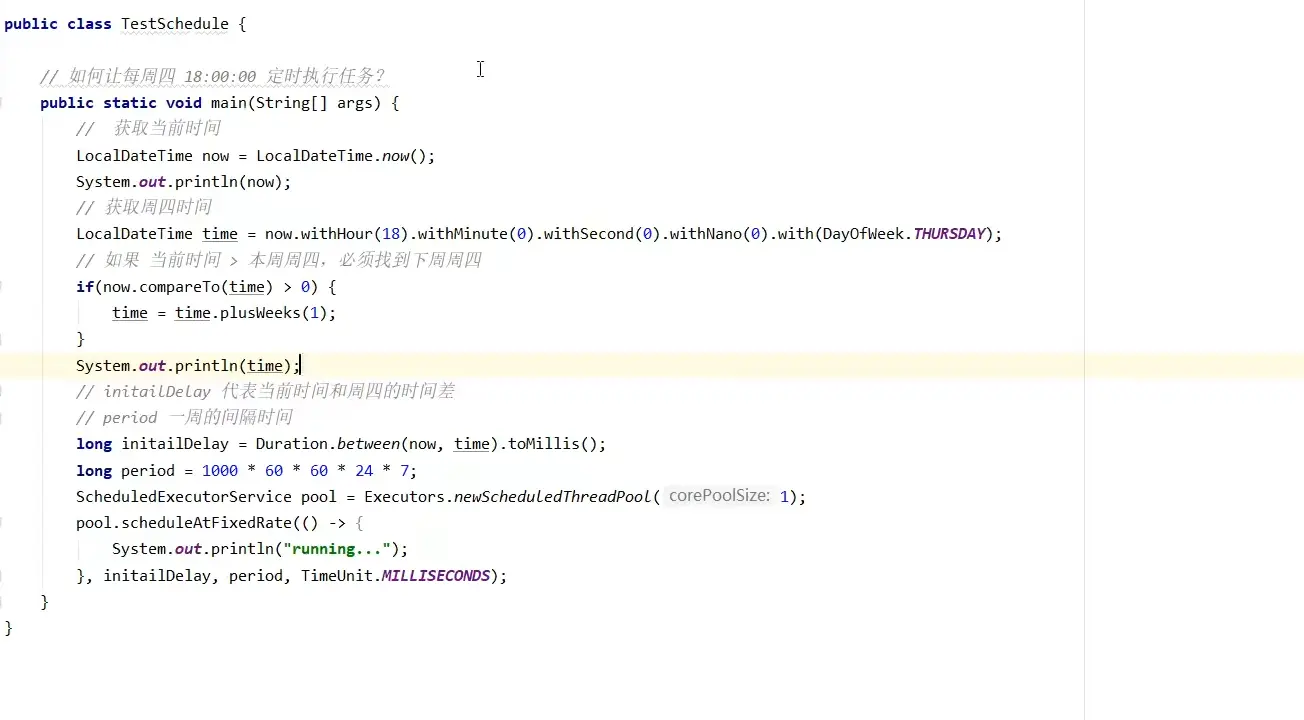 public class TestSchedule {
// 如何让每周四 18:00:00 定时执行任务?
public static void main(String[] args) {
//  获取当前时间
LocalDateTime now = LocalDateTime.now();
System.out.println(now);
// 获取周四时间
LocalDateTime time = now.withHour(18).withMinute(0).withSecond(0).withNano(0).with(DayOfWeek.THURSDAY);
// 如果 当前时间 > 本周周四，必须找到下周周四
if(now.compareTo(time) > 0) {
time = time.plusWeeks(1);
}
System.out.println(time);
// initailDelay 代表当前时间和周四的时间差
// period 一周的间隔时间
long initailDelay = Duration.between(now, time).toMillis();
long period = 1000 * 60 * 60 * 24 * 7;
ScheduledExecutorService pool = Executors.newScheduledThreadPool( corePoolSize: 1);
pool.scheduleAtFixedRate(() -> {
System.out.println("running...");
}, initailDelay, period, TimeUnit.MILLISECONDS);
}
}